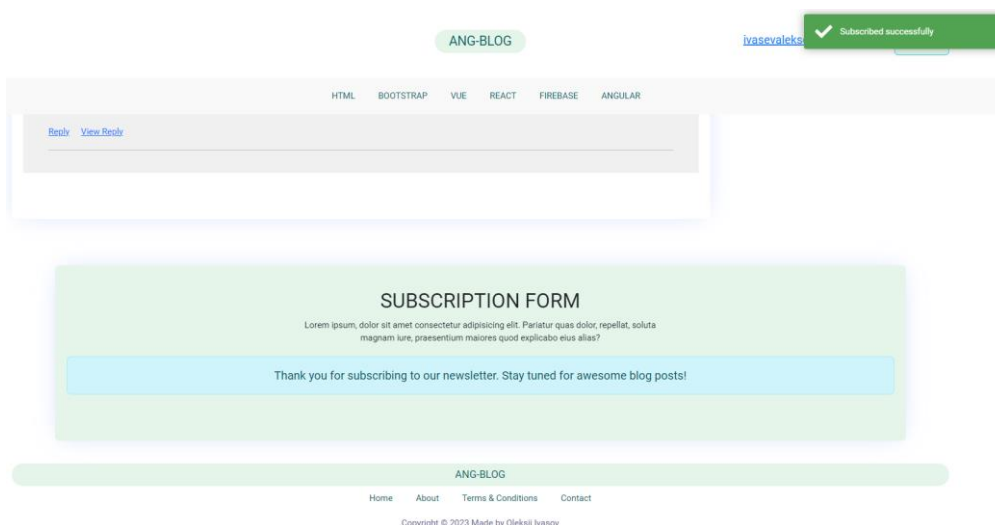 ANG-BLOG
ivasevaleks
Subscribed successfully
HTML BOOTSTRAP VUE REACT FIREBASE ANGULAR
Reply View Reply
SUBSCRIPTION FORM
Lorem ipsum, dolor sit amet consectetur adipisicing elit. Pariatur quas dolor, repellat, soluta
magnam iure, praesentium maiores quod explicabo eius alias?
Thank you for subscribing to our newsletter. Stay tuned for awesome blog posts!
ANG-BLOG
Home About Terms & Conditions Contact
Copyright © 2023 Made by Oleksii Ivasov